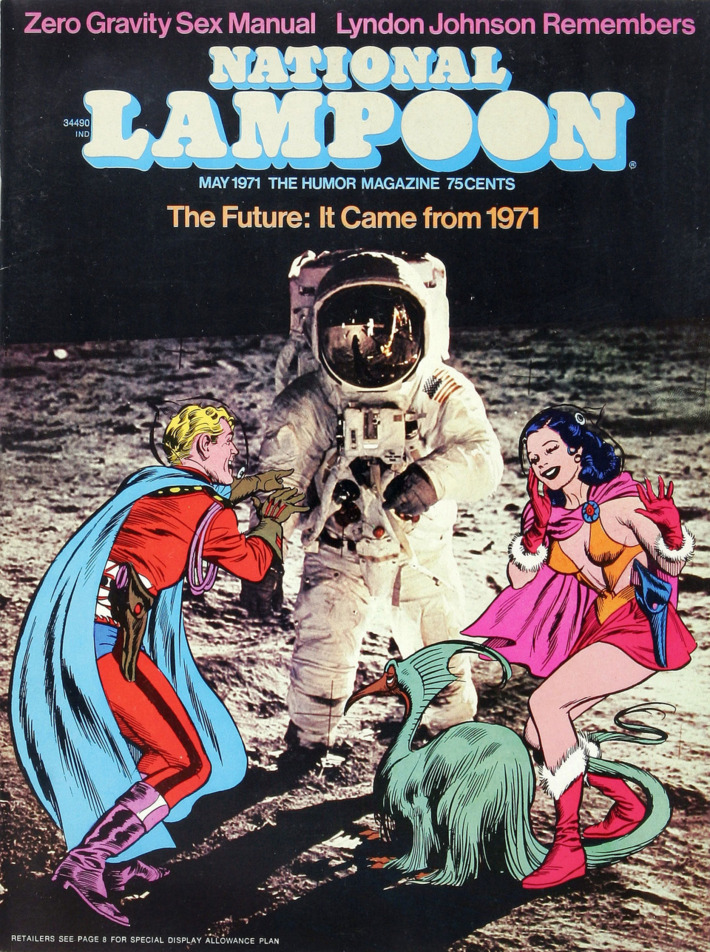 Zero Gravity Sex Manual Lyndon Johnson Remembers
NATIONAL
LAMPOON
34490
IND
®
MAY 1971 THE HUMOR MAGAZINE 75 CENTS
The Future: It Came from 1971
RETAILERS SEE PAGE 8 FOR SPECIAL DISPLAY ALLOWANCE PLAN